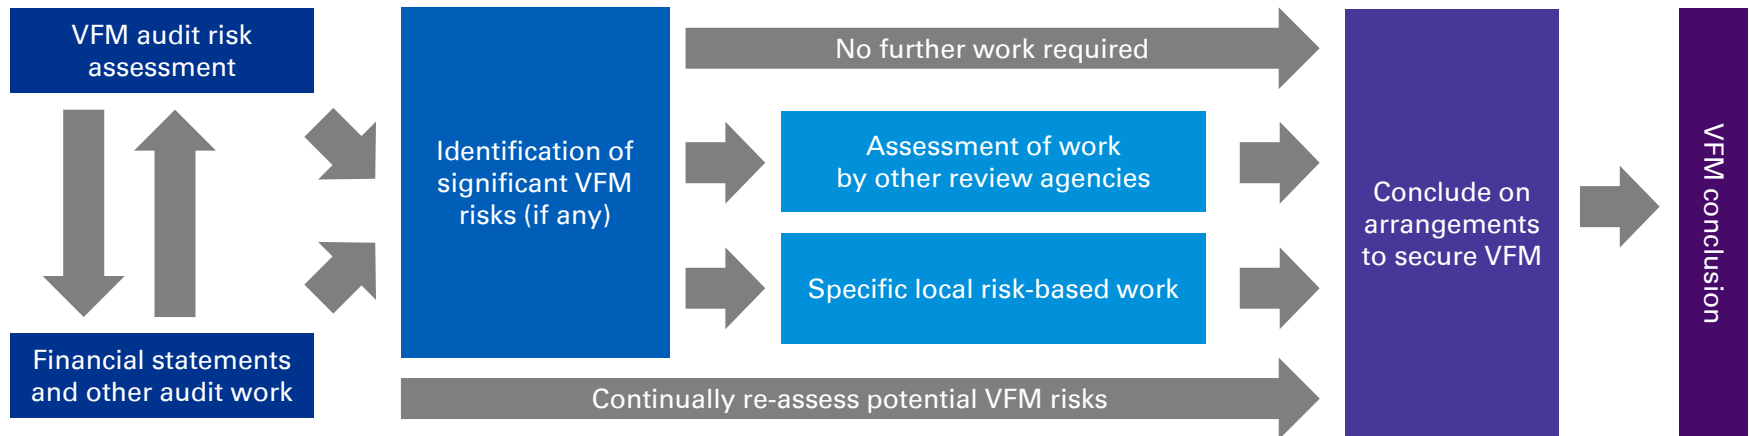 VFM audit risk
assessment
Financial statements
and other audit work
Identification of
significant VFM
risks (if any)
No further work required
Assessment of work
by other review agencies
Specific local risk-based work
Continually re-assess potential VFM risks
Conclude on
arrangements
to secure VFM
VFM conclusion